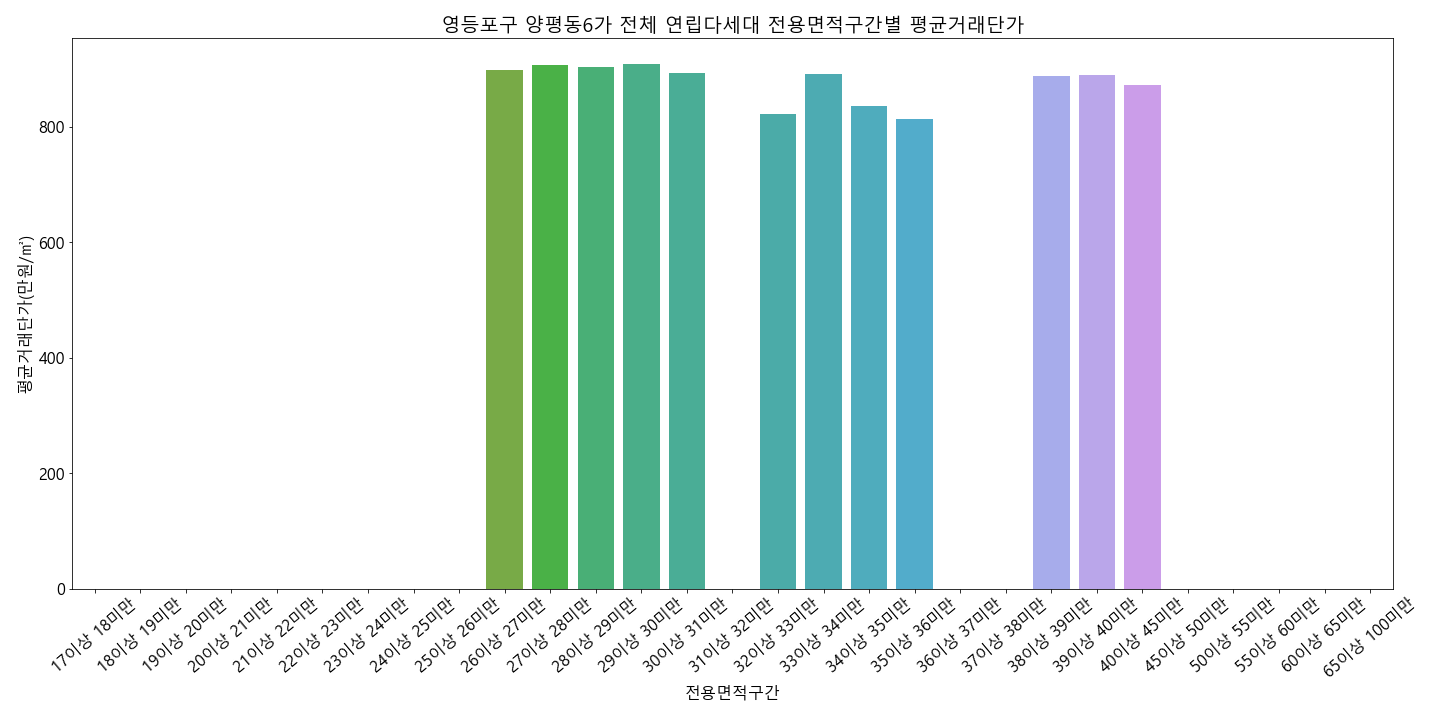 영등포구 양평동6가 전체 연립다세대 전용면적구간별 평균거래단가
평균거래단가(만원/㎡)
800
600
400
200
0
17이상 18미만
18이상 19미만
19이상 20미만
20이상 21미만
21이상 22미만
22이상 23미만
23이상 24미만
24이상 25미만
25이상 26미만
26이상 27미만
27이상 28미만
28이상 29미만
29이상 30미만
30이상 31미만
31이상 32미만
32이상 33미만
33이상 34미만
34이상 35미만
35이상 36미만
36이상 37미만
37이상 38미만
38이상 39미만
39이상 40미만
40이상 45미만
45이상 50미만
50이상 55미만
55이상 60미만
60이상 65미만
65이상 100미만
전용면적구간